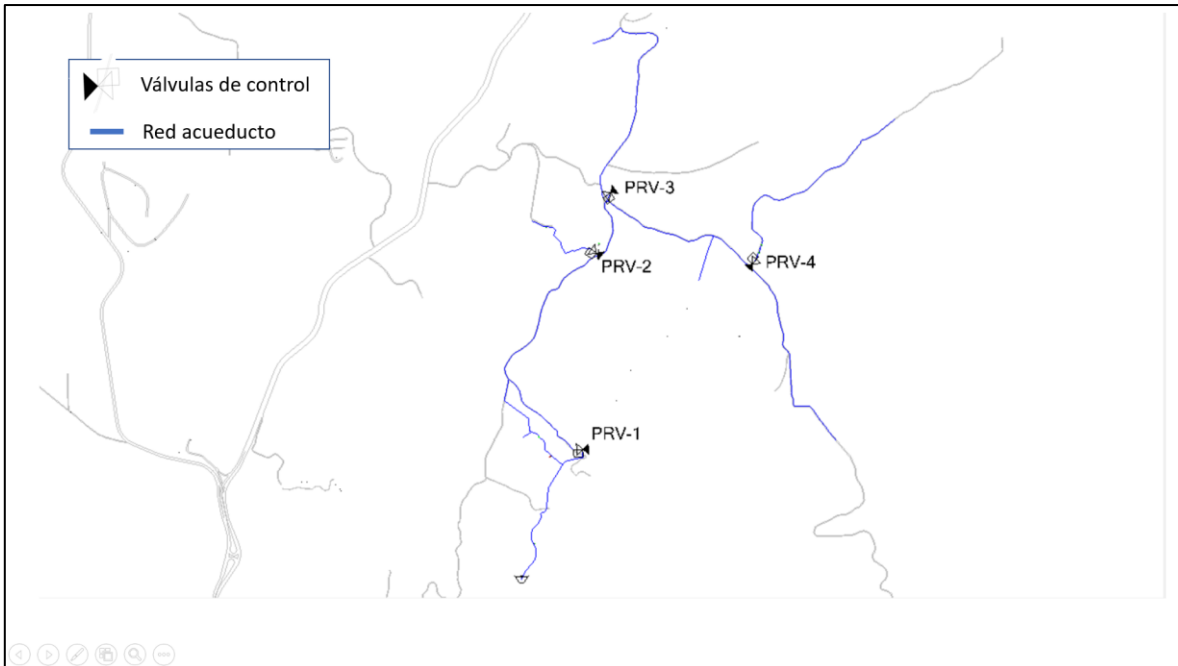 Válvulas de control
Red acueducto
PRV-3
PRV-2
PRV-4
PRV-1